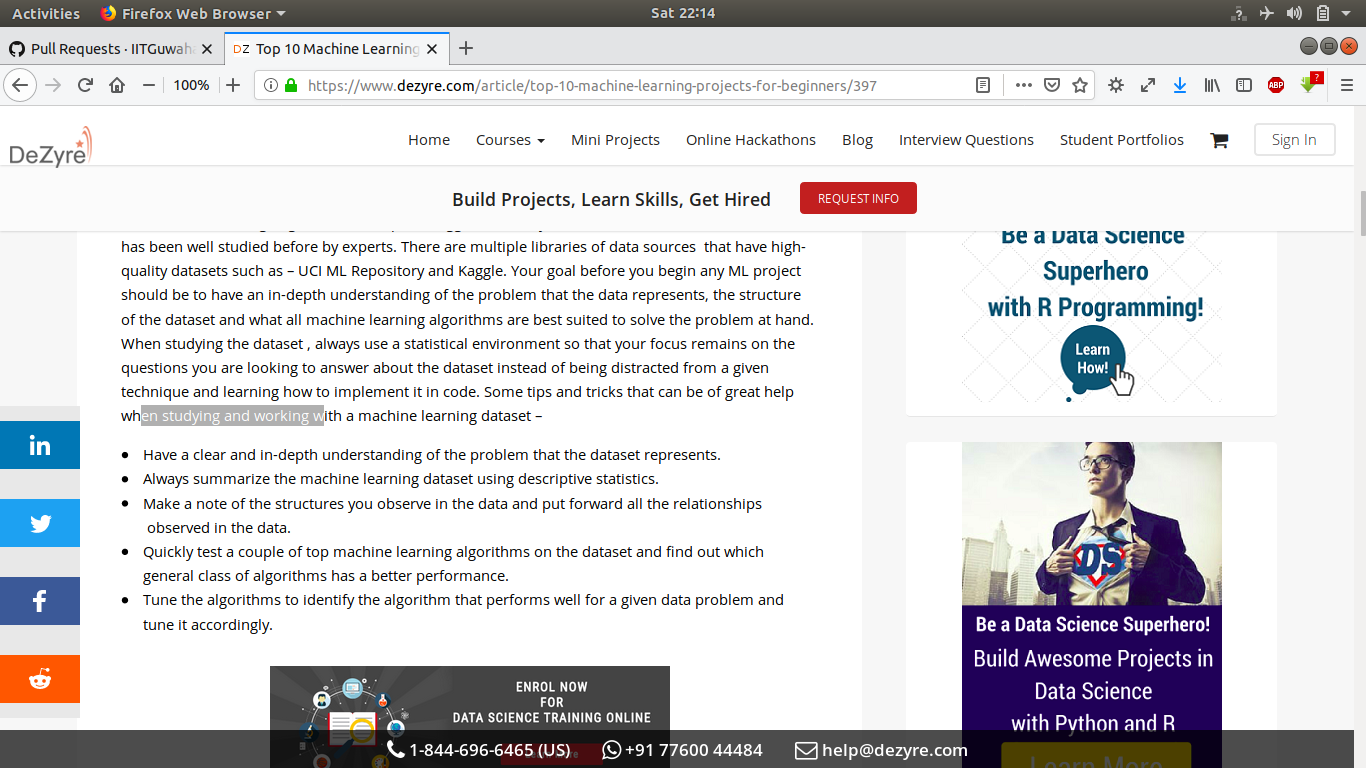 Activities Firefox Web Browser Sat 22:14
Pull Requests · IITGuwah
DZ Top 10 Machine Learning
100% https://www.dezyre.com/article/top-10-machine-learning-projects-for-beginners/397 ABP ?
DeZyre Home Courses Mini Projects Online Hackathons Blog Interview Questions Student Portfolios Sign In
Build Projects, Learn Skills, Get Hired REQUEST INFO
has been well studied before by experts. There are multiple libraries of data sources that have high-
quality datasets such as – UCI ML Repository and Kaggle. Your goal before you begin any ML project
should be to have an in-depth understanding of the problem that the data represents, the structure
of the dataset and what all machine learning algorithms are best suited to solve the problem at hand.
When studying the dataset , always use a statistical environment so that your focus remains on the
questions you are looking to answer about the dataset instead of being distracted from a given
technique and learning how to implement it in code. Some tips and tricks that can be of great help
when studying and working with a machine learning dataset –
● Have a clear and in-depth understanding of the problem that the dataset represents.
● Always summarize the machine learning dataset using descriptive statistics.
● Make a note of the structures you observe in the data and put forward all the relationships
observed in the data.
● Quickly test a couple of top machine learning algorithms on the dataset and find out which
general class of algorithms has a better performance.
● Tune the algorithms to identify the algorithm that performs well for a given data problem and
tune it accordingly.
ENROL NOW
FOR
DATA SCIENCE TRAINING ONLINE
Be a Data Science
Superhero
with R Programming!
Learn
How!
DS
Be a Data Science Superhero!
Build Awesome Projects in
Data Science
with Python and R
Learn More
in
1-844-696-6465 (US) +91 77600 44484 help@dezyre.com